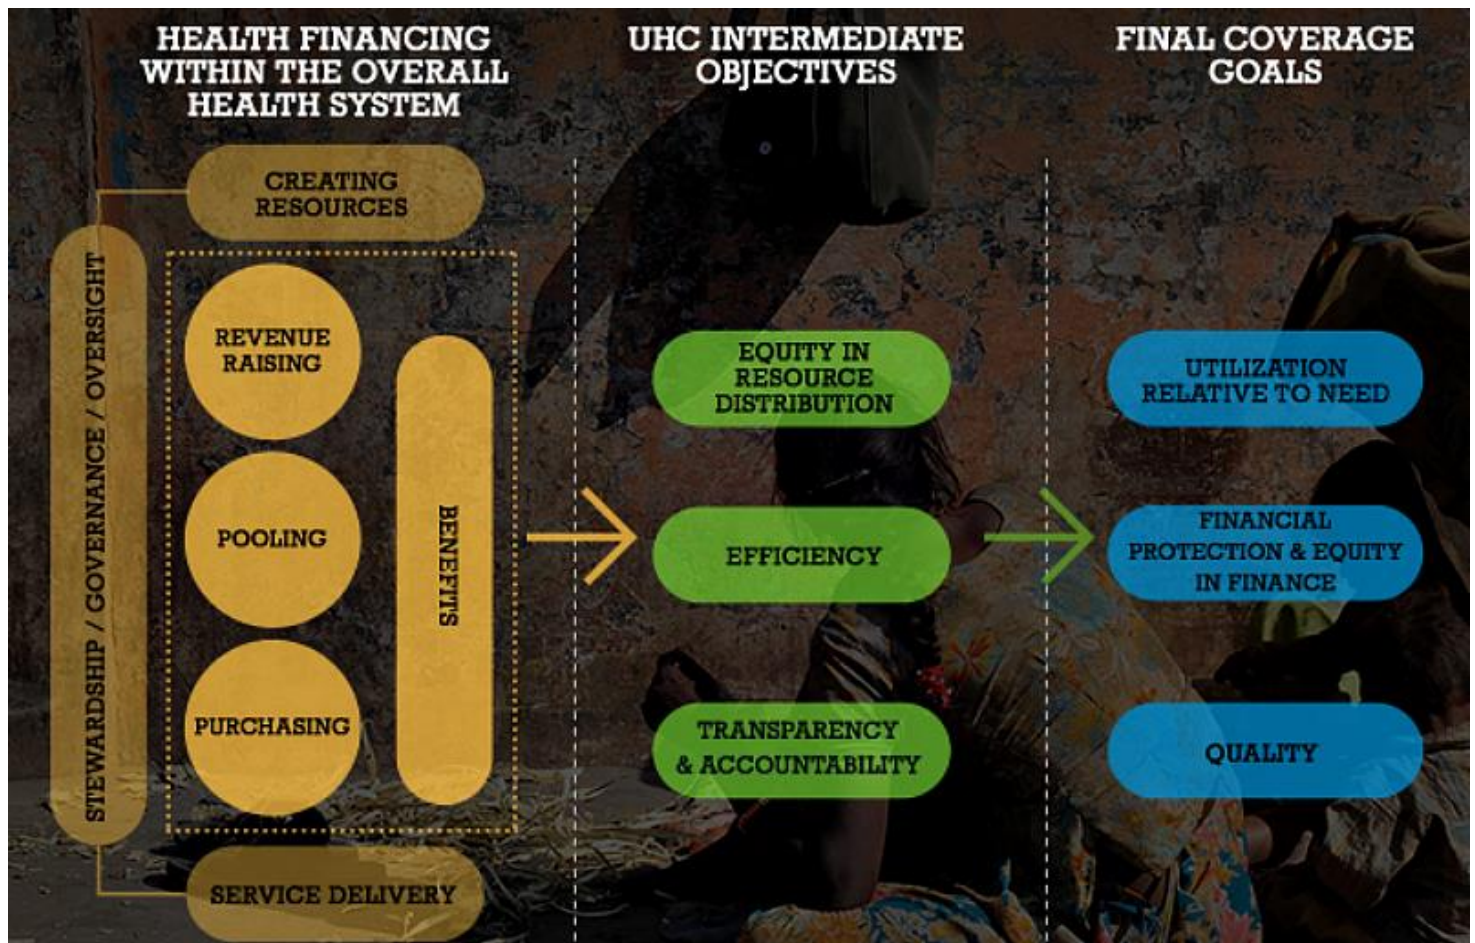 HEALTH FINANCING
WITHIN THE OVERALL
HEALTH SYSTEM
CREATING
RESOURCES
STEWARDSHIP / GOVERNANCE / OVERSIGHT
REVENUE
RAISING
POOLING
PURCHASING
BENEFITS
SERVICE DELIVERY
UHC INTERMEDIATE
OBJECTIVES
EQUITY IN
RESOURCE
DISTRIBUTION
EFFICIENCY
TRANSPARENCY
& ACCOUNTABILITY
FINAL COVERAGE
GOALS
UTILIZATION
RELATIVE TO NEED
FINANCIAL
PROTECTION & EQUITY
IN FINANCE
QUALITY